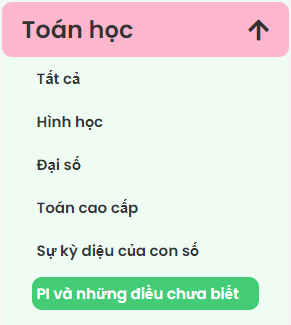 Toán học
Tất cả
Hình học
Đại số
Toán cao cấp
Sự kỳ diệu của con số
PI và những điều chưa biết